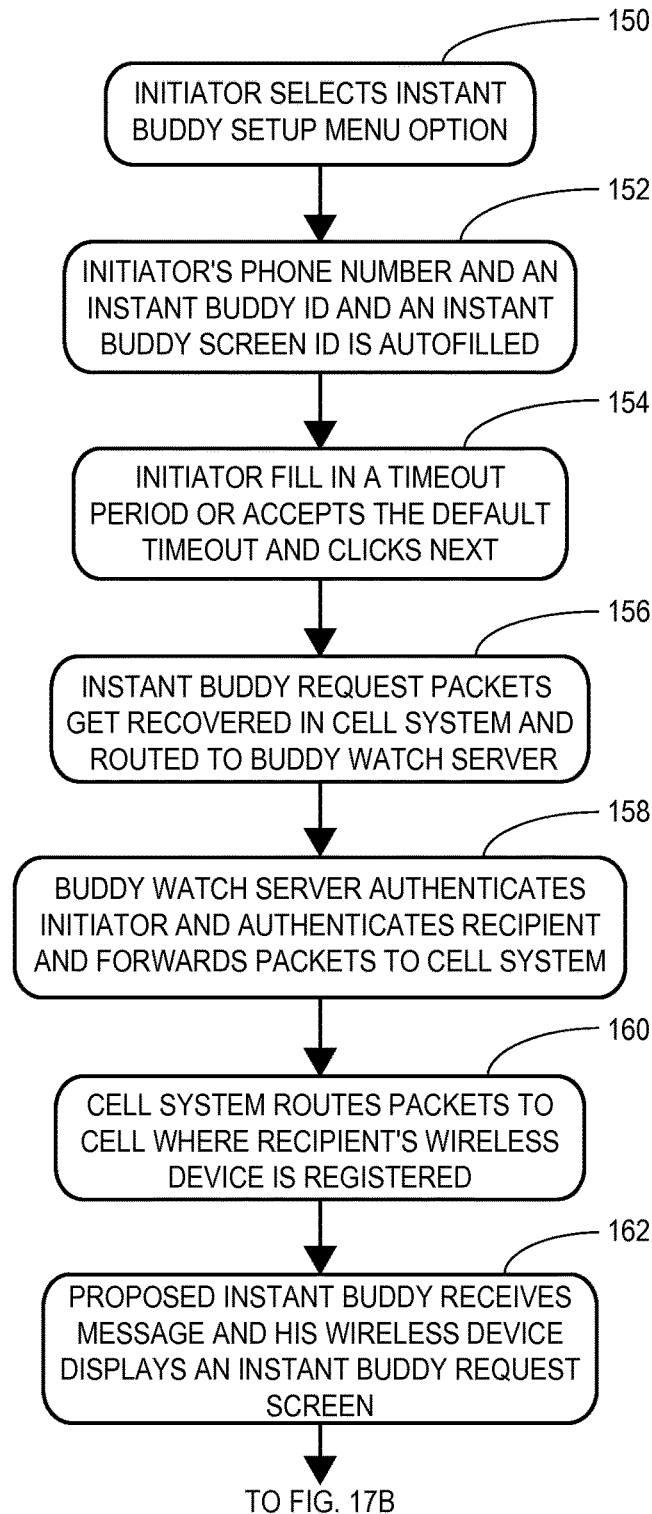 150
INITIATOR SELECTS INSTANT
BUDDY SETUP MENU OPTION
152
INITIATOR'S PHONE NUMBER AND AN
INSTANT BUDDY ID AND AN INSTANT
BUDDY SCREEN ID IS AUTOFILLED
154
INITIATOR FILL IN A TIMEOUT
PERIOD OR ACCEPTS THE DEFAULT
TIMEOUT AND CLICKS NEXT
156
INSTANT BUDDY REQUEST PACKETS
GET RECOVERED IN CELL SYSTEM AND
ROUTED TO BUDDY WATCH SERVER
158
BUDDY WATCH SERVER AUTHENTICATES
INITIATOR AND AUTHENTICATES RECIPIENT
AND FORWARDS PACKETS TO CELL SYSTEM
160
CELL SYSTEM ROUTES PACKETS TO
CELL WHERE RECIPIENT'S WIRELESS
DEVICE IS REGISTERED
162
PROPOSED INSTANT BUDDY RECEIVES
MESSAGE AND HIS WIRELESS DEVICE
DISPLAYS AN INSTANT BUDDY REQUEST
SCREEN
TO FIG. 17B